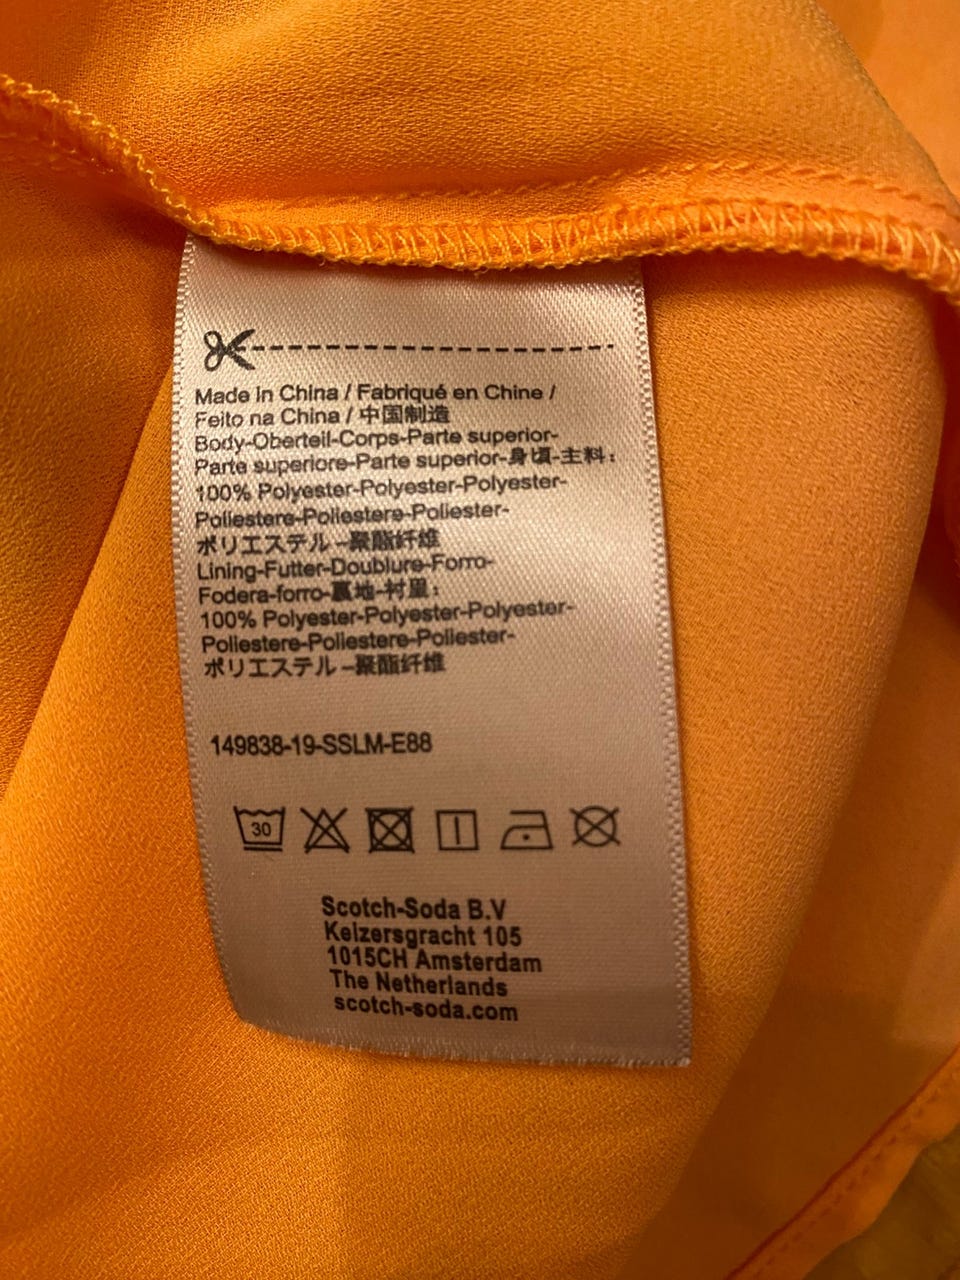 Made in China / Fabriqué en Chine /
Feito na China / 中国制造
Body-Oberteil-Corps-Parte superior-
Parte superiore-Parte superior-身頃-主料:
100% Polyester-Polyester-Polyester-
Poliestere-Poliestere-Poliester-
ポリエステル –聚酯纤维
Lining-Futter-Doublure-Forro-
Fodera-forro-裏地-衬里:
100% Polyester-Polyester-Polyester-
Poliestere-Poliestere-Poliester-
ポリエステル –聚酯纤维
149838-19-SSLM-E88
30
Scotch-Soda B.V
Keizersgracht 105
1015CH Amsterdam
The Netherlands
scotch-soda.com